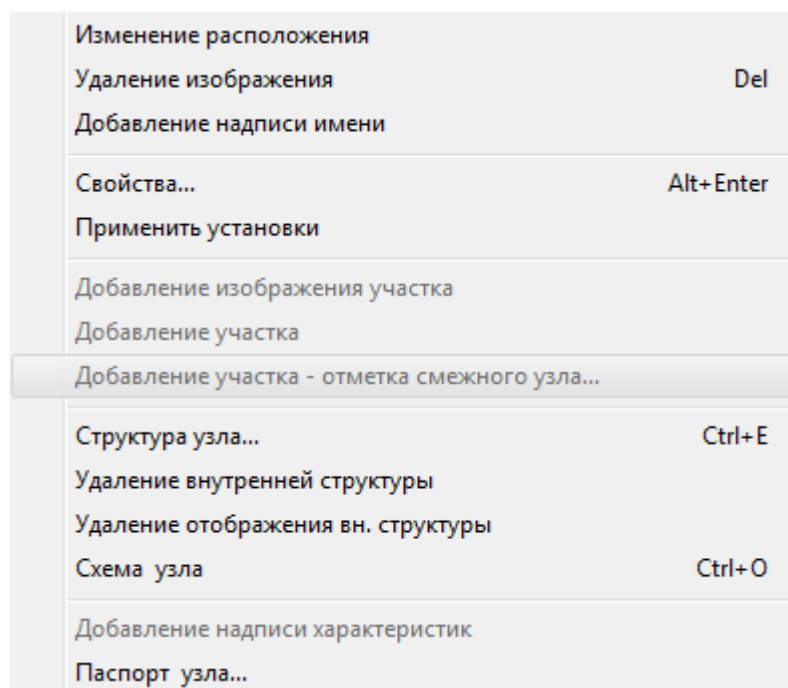 Изменение расположения
Удаление изображения Del
Добавление надписи имени
Свойства... Alt+Enter
Применить установки
Добавление изображения участка
Добавление участка
Добавление участка - отметка смежного узла...
Структура узла... Ctrl+E
Удаление внутренней структуры
Удаление отображения вн. структуры
Схема узла Ctrl+O
Добавление надписи характеристик
Паспорт узла...